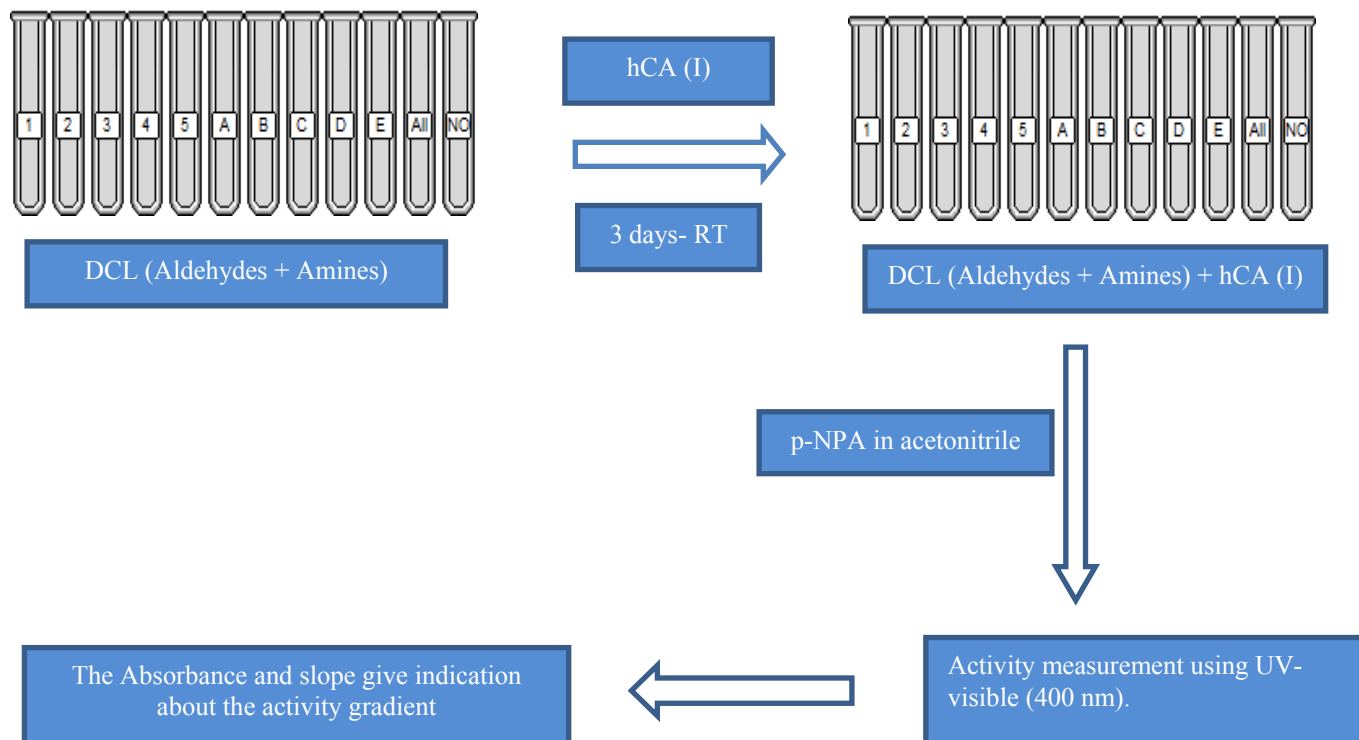 1 2 3 4 5 A B C D E All NO
hCA (I)
3 days- RT
1 2 3 4 5 A B C D E All NO
DCL (Aldehydes + Amines)
DCL (Aldehydes + Amines) + hCA (I)
p-NPA in acetonitrile
Activity measurement using UV-
visible (400 nm).
The Absorbance and slope give indication
about the activity gradient